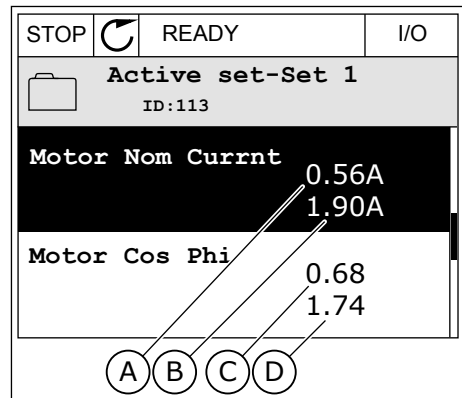 STOP READY I/O
Active set-Set 1
ID:113
Motor Nom Currnt
0.56A
1.90A
Motor Cos Phi
0.68
1.74
A B C D